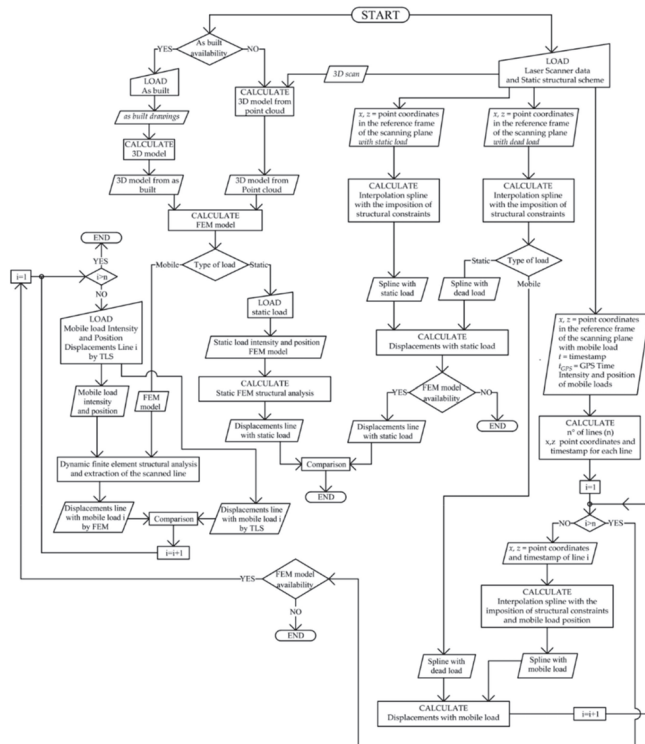 START
As built
availability
YES
NO
LOAD
As built
as built drawings
CALCULATE
3D model
3D model from as
built
CALCULATE
3D model from
point cloud
3D model from
Point cloud
3D scan
LOAD
Laser Scanner data
and Static structural scheme
x, z = point coordinates
in the reference frame
of the scanning plane
with static load
x, z = point coordinates
in the reference frame
of the scanning plane
with dead load
CALCULATE
Interpolation spline
with the imposition of
structural constraints
CALCULATE
Interpolation spline
with the imposition of
structural constraints
CALCULATE
FEM model
Mobile
Type of load
Static
Static
Type of load
Mobile
END
YES
i=1
i>n
NO
LOAD
Mobile load Intensity
and Position
Displacements Line i
by TLS
LOAD
static load
Static load intensity and position
FEM model
CALCULATE
Static FEM structural analysis
Displacements line
with static load
Spline with
static load
Spline with
dead load
CALCULATE
Displacements with static load
YES
FEM model
availability
NO
END
Displacements line
with static load
Comparison
END
Mobile load
intensity
and position
FEM
model
Dynamic finite element structural analysis
and extraction of the scanned line
Displacements line
with mobile load i
by FEM
Comparison
Displacements line
with mobile load i
by TLS
i=i+1
x, z = point coordinates
in the reference frame
of the scanning plane
with mobile load
t = timestamp
tGPS = GPS Time
Intensity and position
of mobile loads
CALCULATE
n° of lines (n)
x,z point coordinates and
timestamp for each line
i=1
NO
i>n
YES
x, z = point coordinates
and timestamp of line i
CALCULATE
Interpolation spline with the
imposition of structural constraints
and mobile load position
YES
FEM model
availability
NO
END
Spline with
dead load
Spline with
mobile load
CALCULATE
Displacements with mobile load
i=i+1